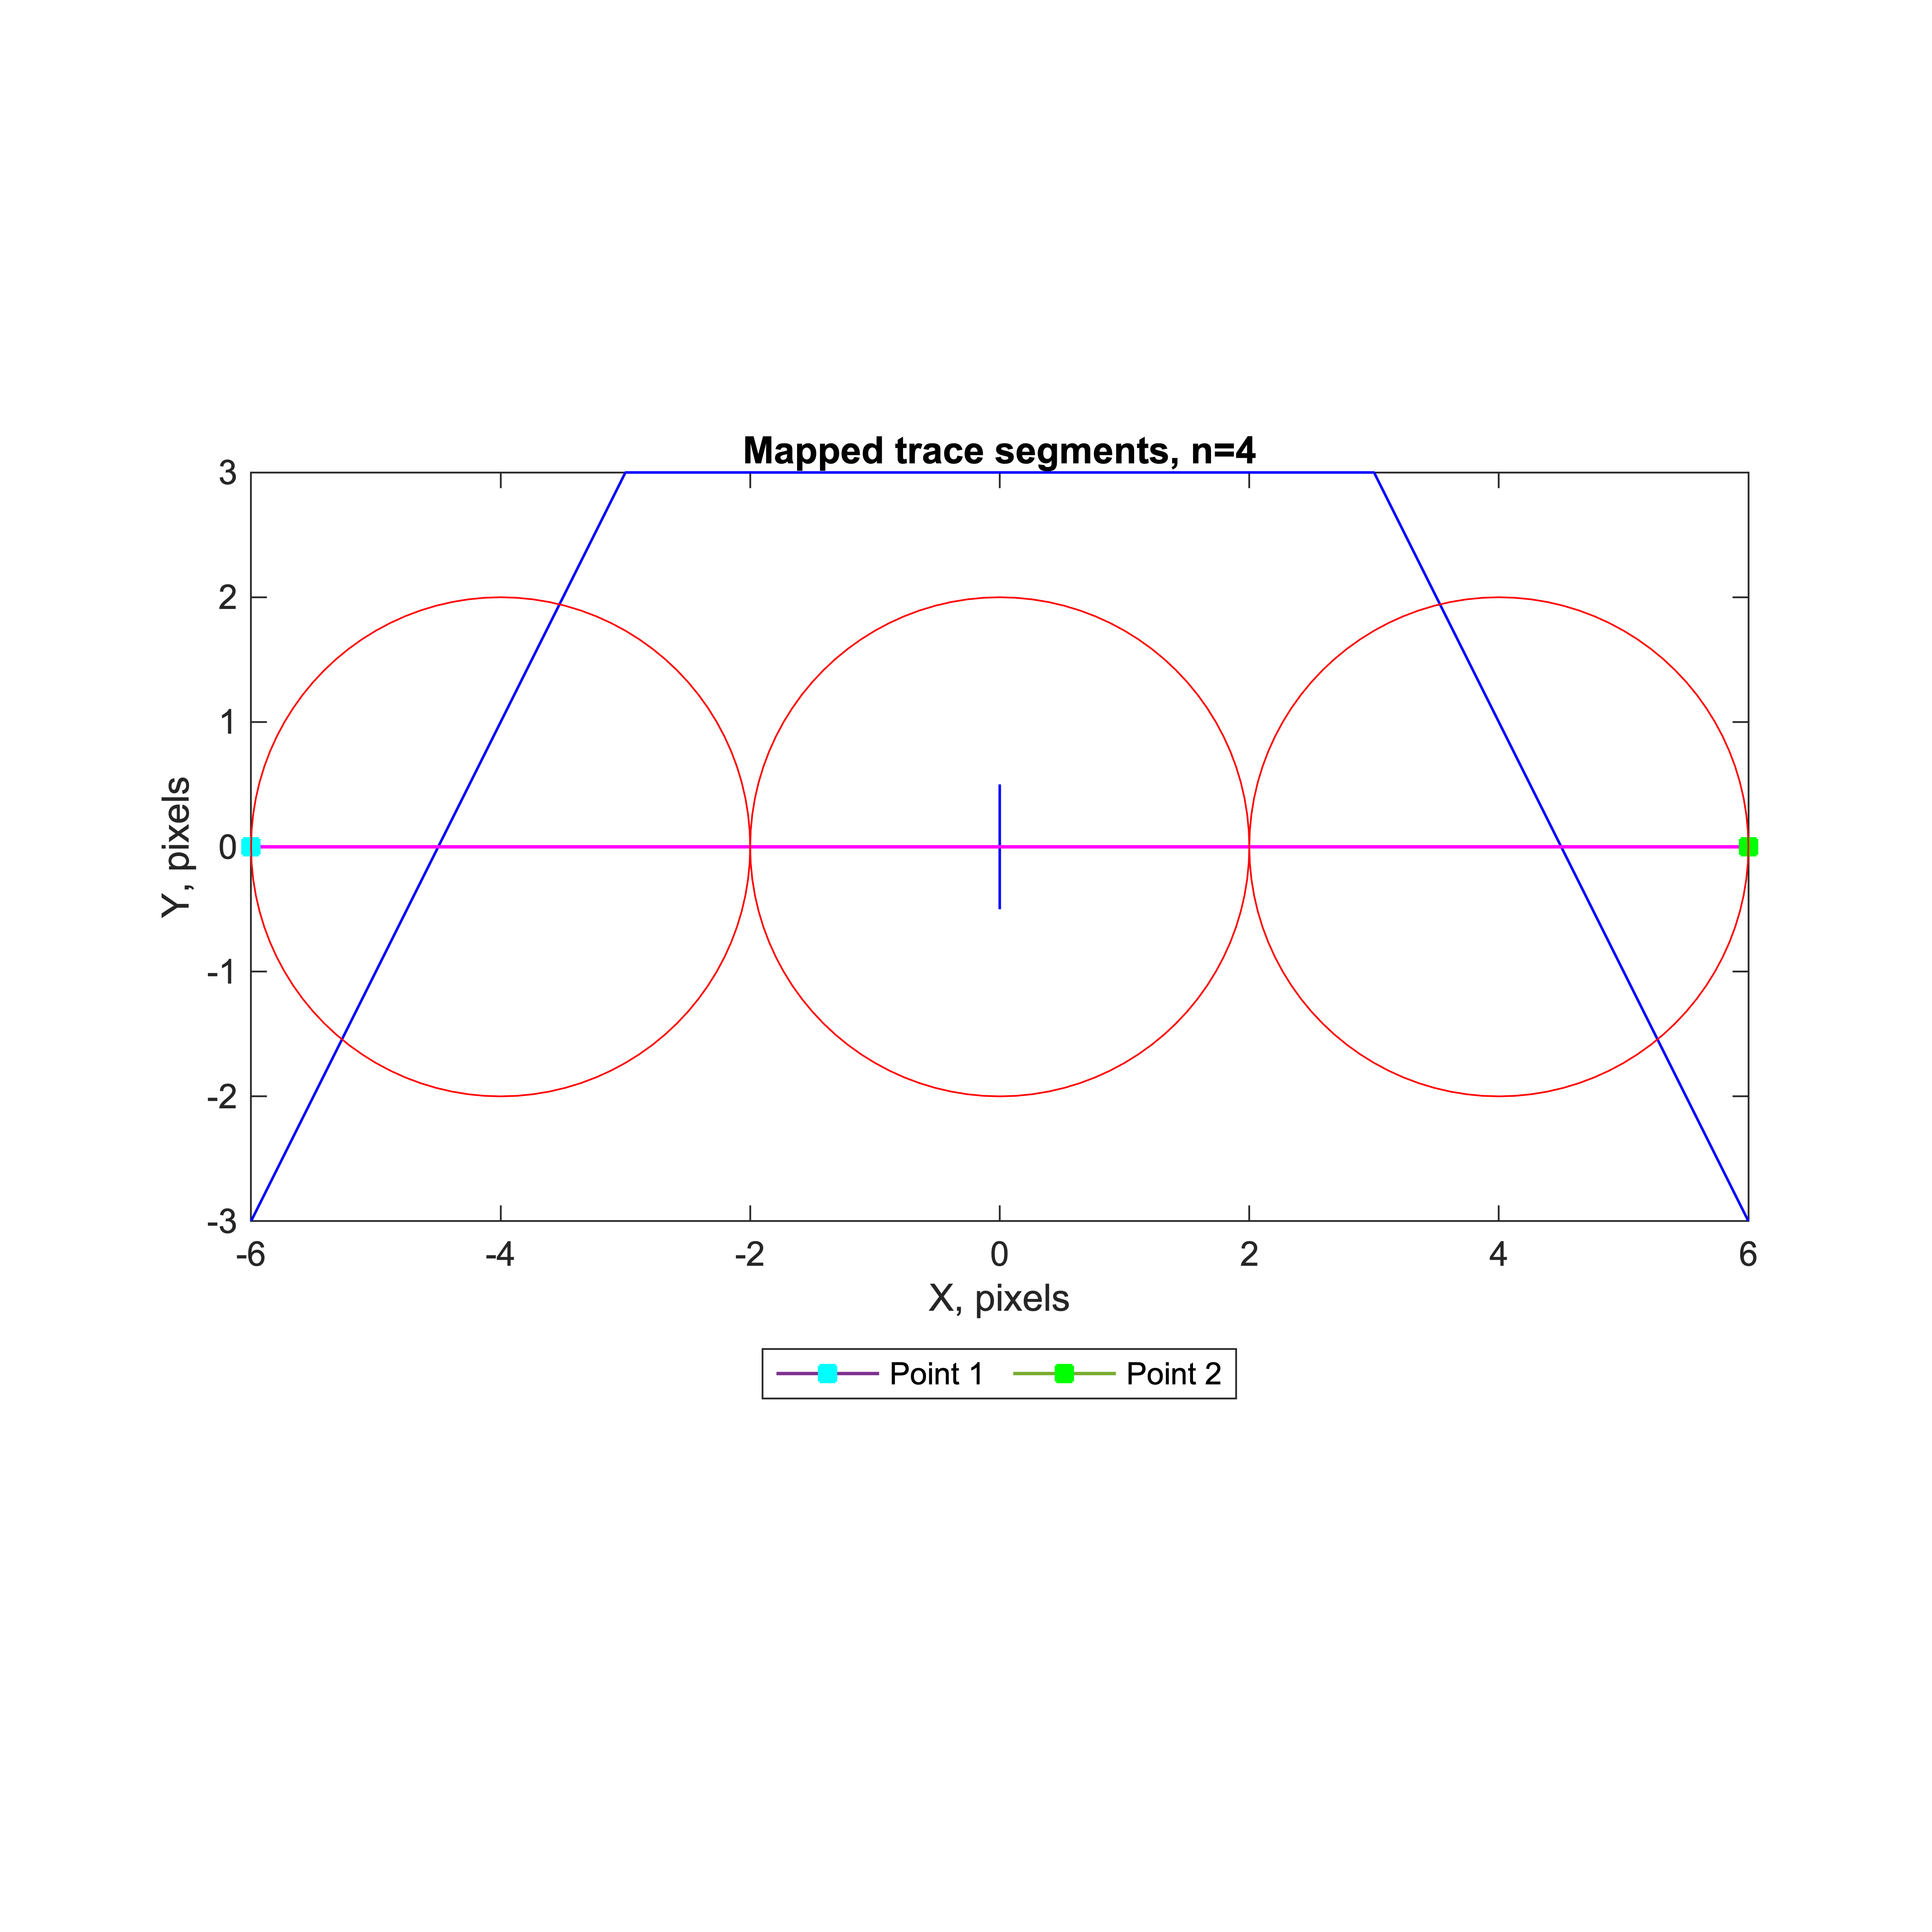 Mapped trace segments, n=4
3
2
1
0
-1
-2
-3
Y, pixels
-6 -4 -2 0 2 4 6
X, pixels
Point 1 Point 2